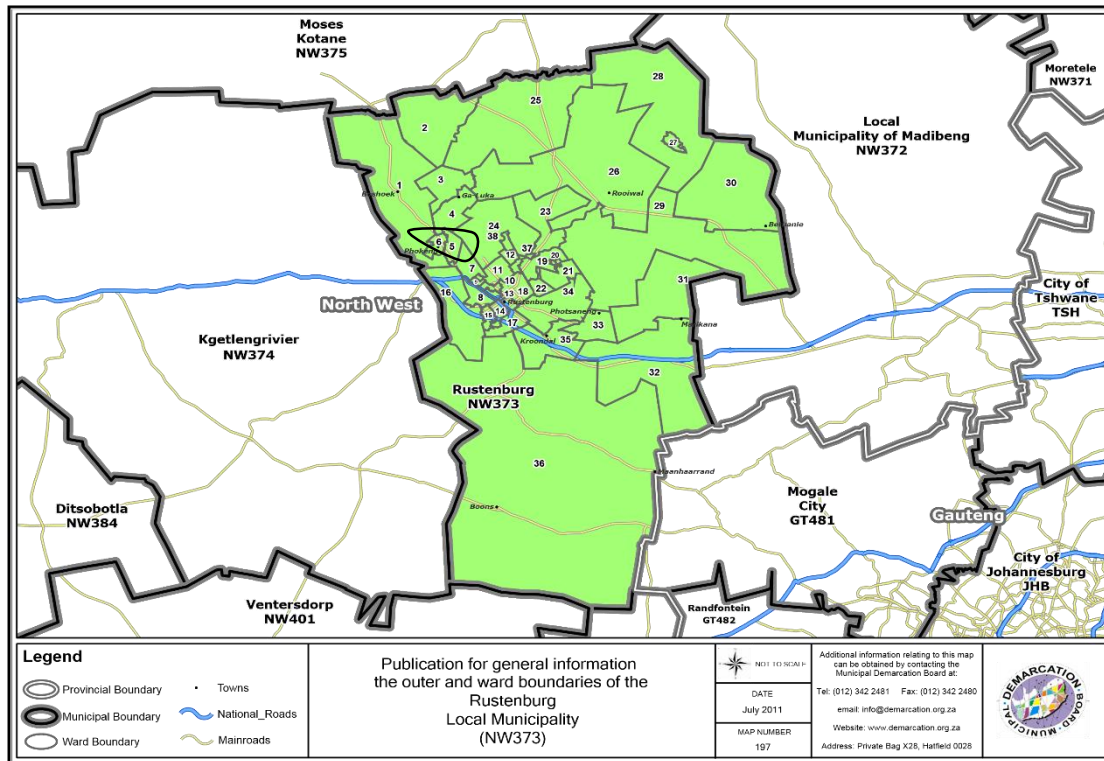 Moses
Kotane
NW375
Moretele
NW371
Local
Municipality of Madibeng
NW372
28
25
2
27
26
30
3
1
Ga-Luka
Rooiwal
29
4
23
24
38
6
5
37
12
20
19
7
11
21
10
31
16
22
34
8
13
18
Rustenburg
14
15
17
Photsaneng
33
Marikana
Kroondal
35
North West
City of
Tshwane
TSH
Kgetlengrivier
NW374
32
Rustenburg
NW373
36
Boons
Ditsobotla
NW384
Mogale
City
GT481
Gauteng
City of
Johannesburg
JHB
Ventersdorp
NW401
Randfontein
GT482
Legend
Provincial Boundary
Municipal Boundary
Ward Boundary
Towns
National_Roads
Mainroads
Publication for general information
the outer and ward boundaries of the
Rustenburg
Local Municipality
(NW373)
NOT TO SCALE
DATE
July 2011
MAP NUMBER
197
Additional information relating to this map
can be obtained by contacting the
Municipal Demarcation Board at:
Tel: (012) 342 2481 Fax: (012) 342 2480
email: info@demarcation.org.za
Website: www.demarcation.org.za
Address: Private Bag X28, Hatfield 0028
MUNICIPAL DEMARCATION BOARD